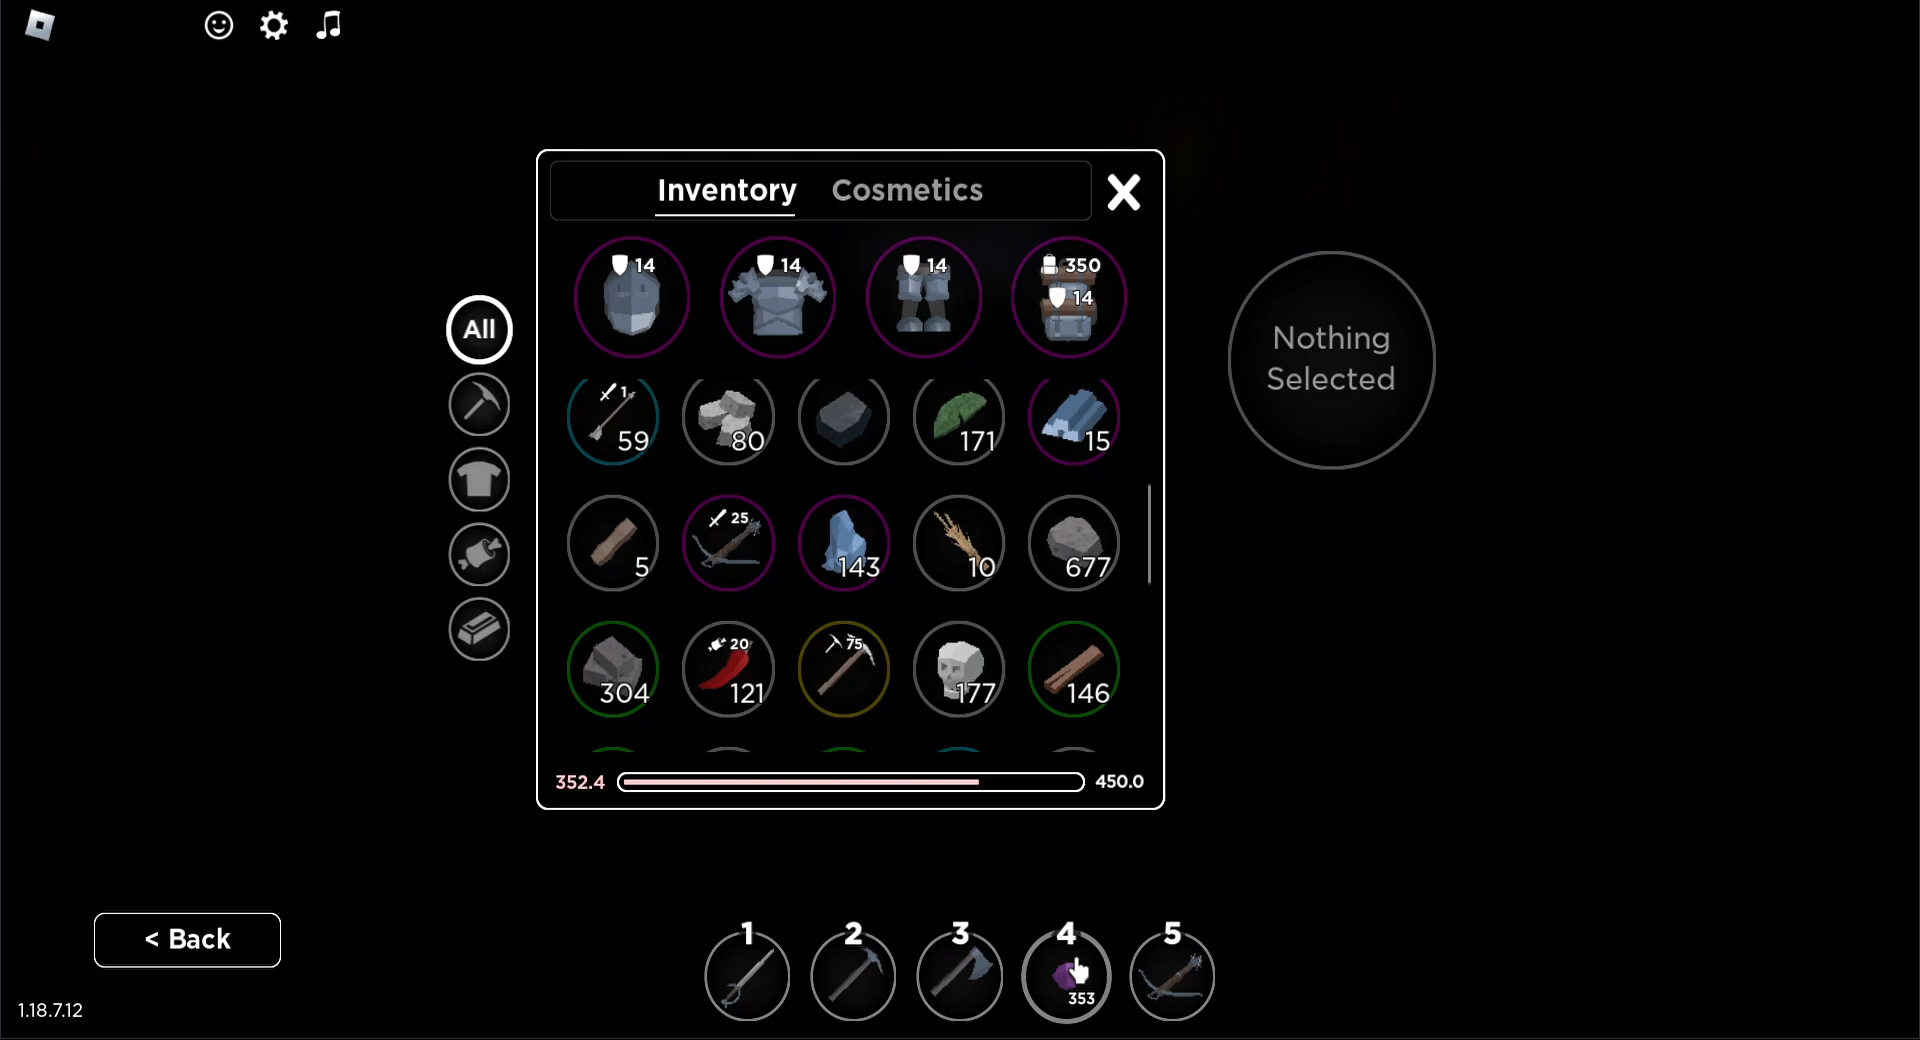 Inventory Cosmetics
14 14 14 350
14
All
Nothing
Selected
1
59 80 171 15
25
5 143 10 677
20 75
304 121 177 146
352.4 450.0
< Back
1 2 3 4 5
353
1.18.7.12